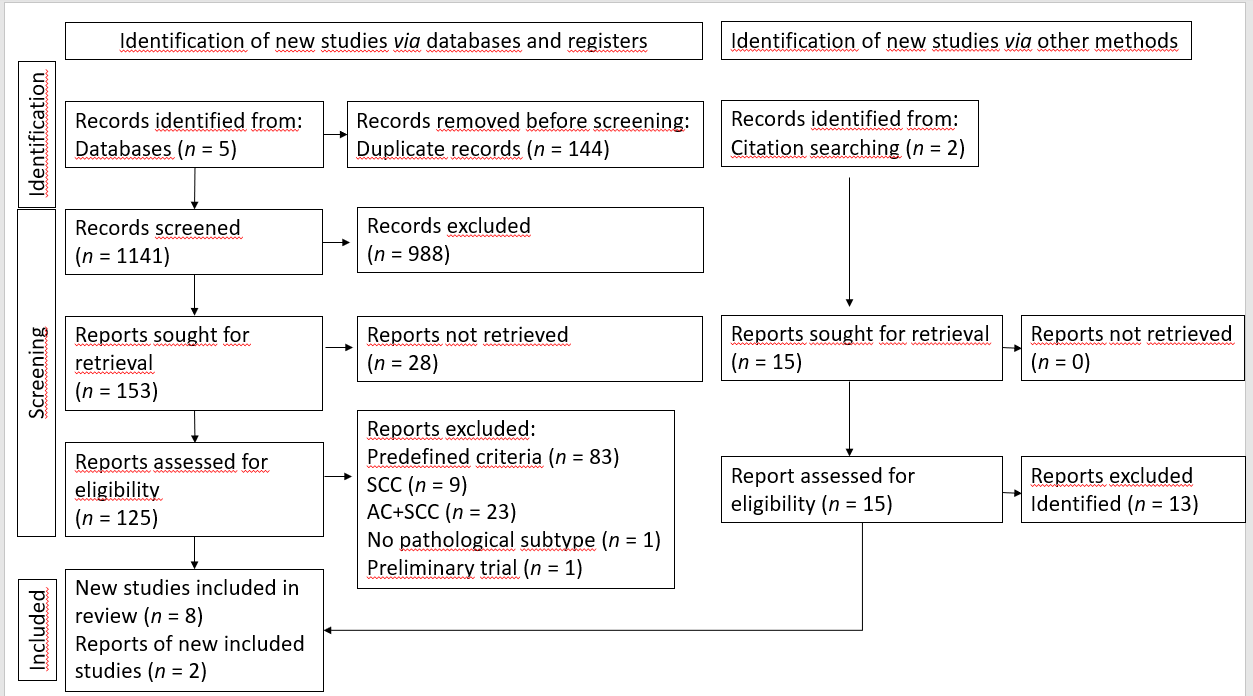 Identification of new studies via databases and registers
Identification of new studies via other methods
Identification
Records identified from:
Databases (n = 5)
Records removed before screening:
Duplicate records (n = 144)
Records identified from:
Citation searching (n = 2)
Screening
Records screened
(n = 1141)
Records excluded
(n = 988)
Reports sought for
retrieval
(n = 153)
Reports not retrieved
(n = 28)
Reports sought for retrieval
(n = 15)
Reports not retrieved
(n = 0)
Reports assessed for
eligibility
(n = 125)
Reports excluded:
Predefined criteria (n = 83)
SCC (n = 9)
AC+SCC (n = 23)
No pathological subtype (n = 1)
Preliminary trial (n = 1)
Report assessed for
eligibility (n = 15)
Reports excluded
Identified (n = 13)
Included
New studies included in
review (n = 8)
Reports of new included
studies (n = 2)